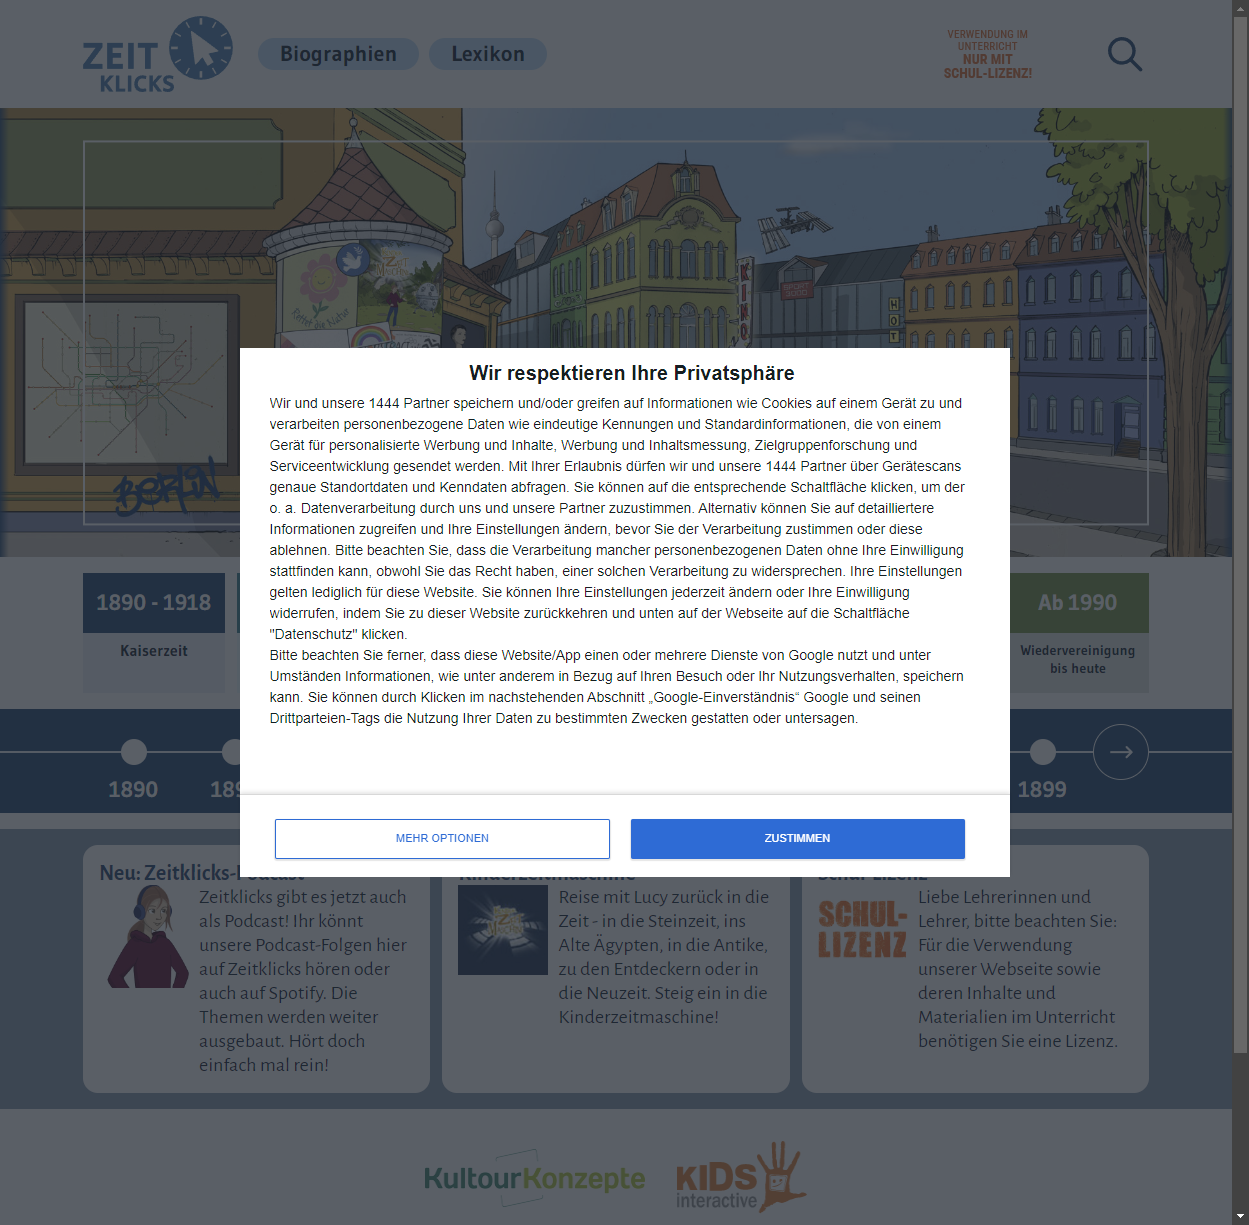 ZEIT
KLICKS
Biographien
Lexikon
VERWENDUNG IM
UNTERRICHT
NUR MIT
SCHUL-LIZENZ!
Rettet die Natur
KINO
SPORT
HOT
BERLIN
Wir respektieren Ihre Privatsphäre
Wir und unsere 1444 Partner speichern und/oder greifen auf Informationen wie Cookies auf einem Gerät zu und
verarbeiten personenbezogene Daten wie eindeutige Kennungen und Standardinformationen, die von einem
Gerät für personalisierte Werbung und Inhalte, Werbung und Inhaltsmessung, Zielgruppenforschung und
Serviceentwicklung gesendet werden. Mit Ihrer Erlaubnis dürfen wir und unsere 1444 Partner über Gerätescans
genaue Standortdaten und Kenndaten abfragen. Sie können auf die entsprechende Schaltfläche klicken, um der
o. a. Datenverarbeitung durch uns und unsere Partner zuzustimmen. Alternativ können Sie auf detailliertere
Informationen zugreifen und Ihre Einstellungen ändern, bevor Sie der Verarbeitung zustimmen oder diese
ablehnen. Bitte beachten Sie, dass die Verarbeitung mancher personenbezogenen Daten ohne Ihre Einwilligung
stattfinden kann, obwohl Sie das Recht haben, einer solchen Verarbeitung zu widersprechen. Ihre Einstellungen
gelten lediglich für diese Website. Sie können Ihre Einstellungen jederzeit ändern oder Ihre Einwilligung
widerrufen, indem Sie zu dieser Website zurückkehren und unten auf der Webseite auf die Schaltfläche
"Datenschutz" klicken.
Bitte beachten Sie ferner, dass diese Website/App einen oder mehrere Dienste von Google nutzt und unter
Umständen Informationen, wie unter anderem in Bezug auf Ihren Besuch oder Ihr Nutzungsverhalten, speichern
kann. Sie können durch Klicken im nachstehenden Abschnitt „Google-Einverständnis“ Google und seinen
Drittparteien-Tags die Nutzung Ihrer Daten zu bestimmten Zwecken gestatten oder untersagen.
MEHR OPTIONEN
ZUSTIMMEN
1890 - 1918
Kaiserzeit
Ab 1990
Wiedervereinigung
bis heute
1890
1899
Neu: Zeitklicks-Podcast
Zeitklicks gibt es jetzt auch
als Podcast! Ihr könnt
unsere Podcast-Folgen hier
auf Zeitklicks hören oder
auch auf Spotify. Die
Themen werden weiter
ausgebaut. Hört doch
einfach mal rein!
Kinderzeitmaschine
Reise mit Lucy zurück in die
Zeit - in die Steinzeit, ins
Alte Ägypten, in die Antike,
zu den Entdeckern oder in
die Neuzeit. Steig ein in die
Kinderzeitmaschine!
Schul-Lizenz
SCHUL-
LIZENZ
Liebe Lehrerinnen und
Lehrer, bitte beachten Sie:
Für die Verwendung
unserer Webseite sowie
deren Inhalte und
Materialien im Unterricht
benötigen Sie eine Lizenz.
KultourKonzepte
KIDS
interactive